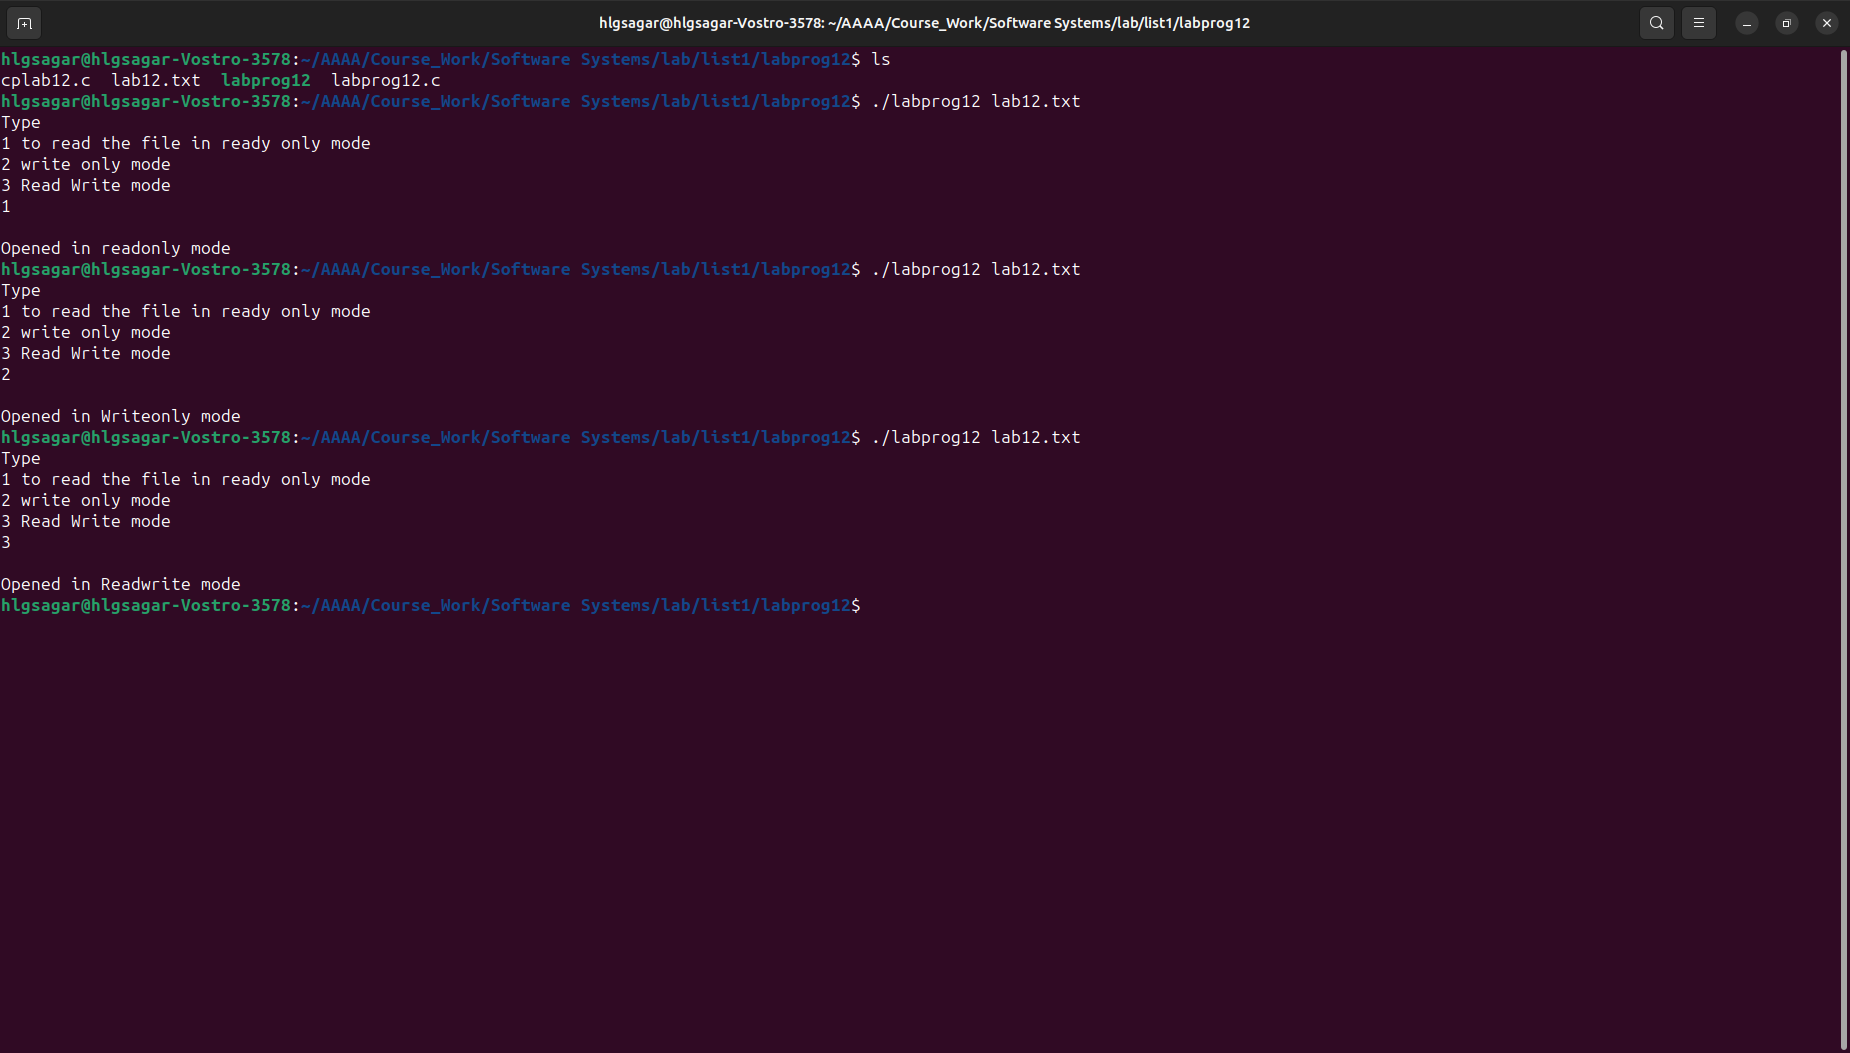 hlgsagar@hlgsagar-Vostro-3578: ~/AAAA/Course_Work/Software Systems/lab/list1/labprog12
hlgsagar@hlgsagar-Vostro-3578:~/AAAA/Course_Work/Software Systems/lab/list1/labprog12$ ls
cplab12.c  lab12.txt  labprog12  labprog12.c
hlgsagar@hlgsagar-Vostro-3578:~/AAAA/Course_Work/Software Systems/lab/list1/labprog12$ ./labprog12 lab12.txt
Type
1 to read the file in ready only mode
2 write only mode
3 Read Write mode
1
Opened in readonly mode
hlgsagar@hlgsagar-Vostro-3578:~/AAAA/Course_Work/Software Systems/lab/list1/labprog12$ ./labprog12 lab12.txt
Type
1 to read the file in ready only mode
2 write only mode
3 Read Write mode
2
Opened in Writeonly mode
hlgsagar@hlgsagar-Vostro-3578:~/AAAA/Course_Work/Software Systems/lab/list1/labprog12$ ./labprog12 lab12.txt
Type
1 to read the file in ready only mode
2 write only mode
3 Read Write mode
3
Opened in Readwrite mode
hlgsagar@hlgsagar-Vostro-3578:~/AAAA/Course_Work/Software Systems/lab/list1/labprog12$